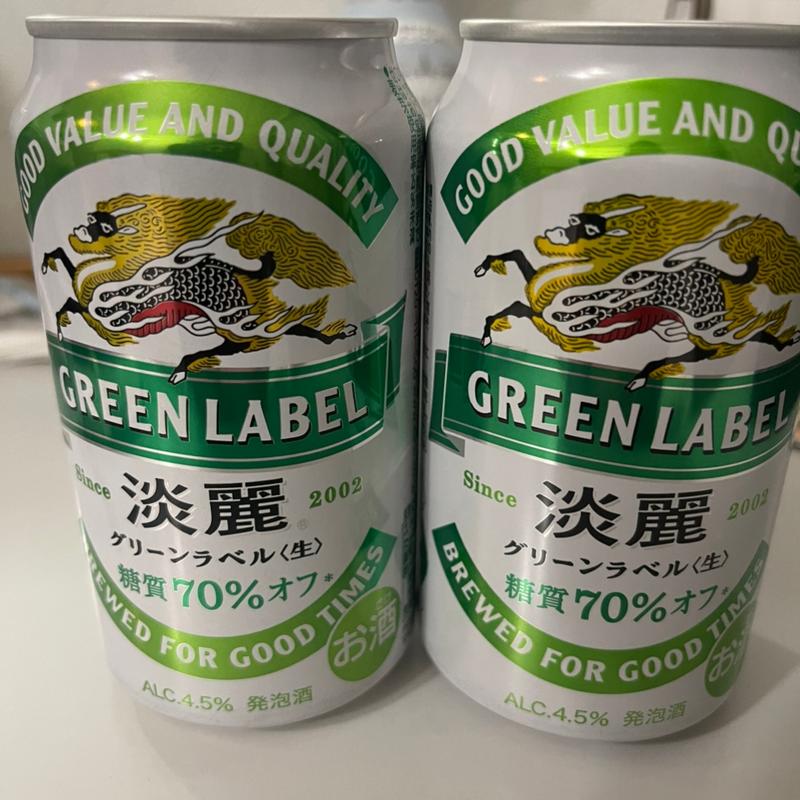 GOOD VALUE AND QUALITY
GREEN LABEL
Since 淡麗 2002
グリーンラベル〈生〉
糖質70%オフ*
BREWED FOR GOOD TIMES
お酒
ALC.4.5% 発泡酒
GOOD VALUE AND QU
GREEN LABEL
Since 淡麗 2002
グリーンラベル〈生〉
糖質70%オフ*
BREWED FOR GOOD TIMES
お酒
ALC.4.5% 発泡酒